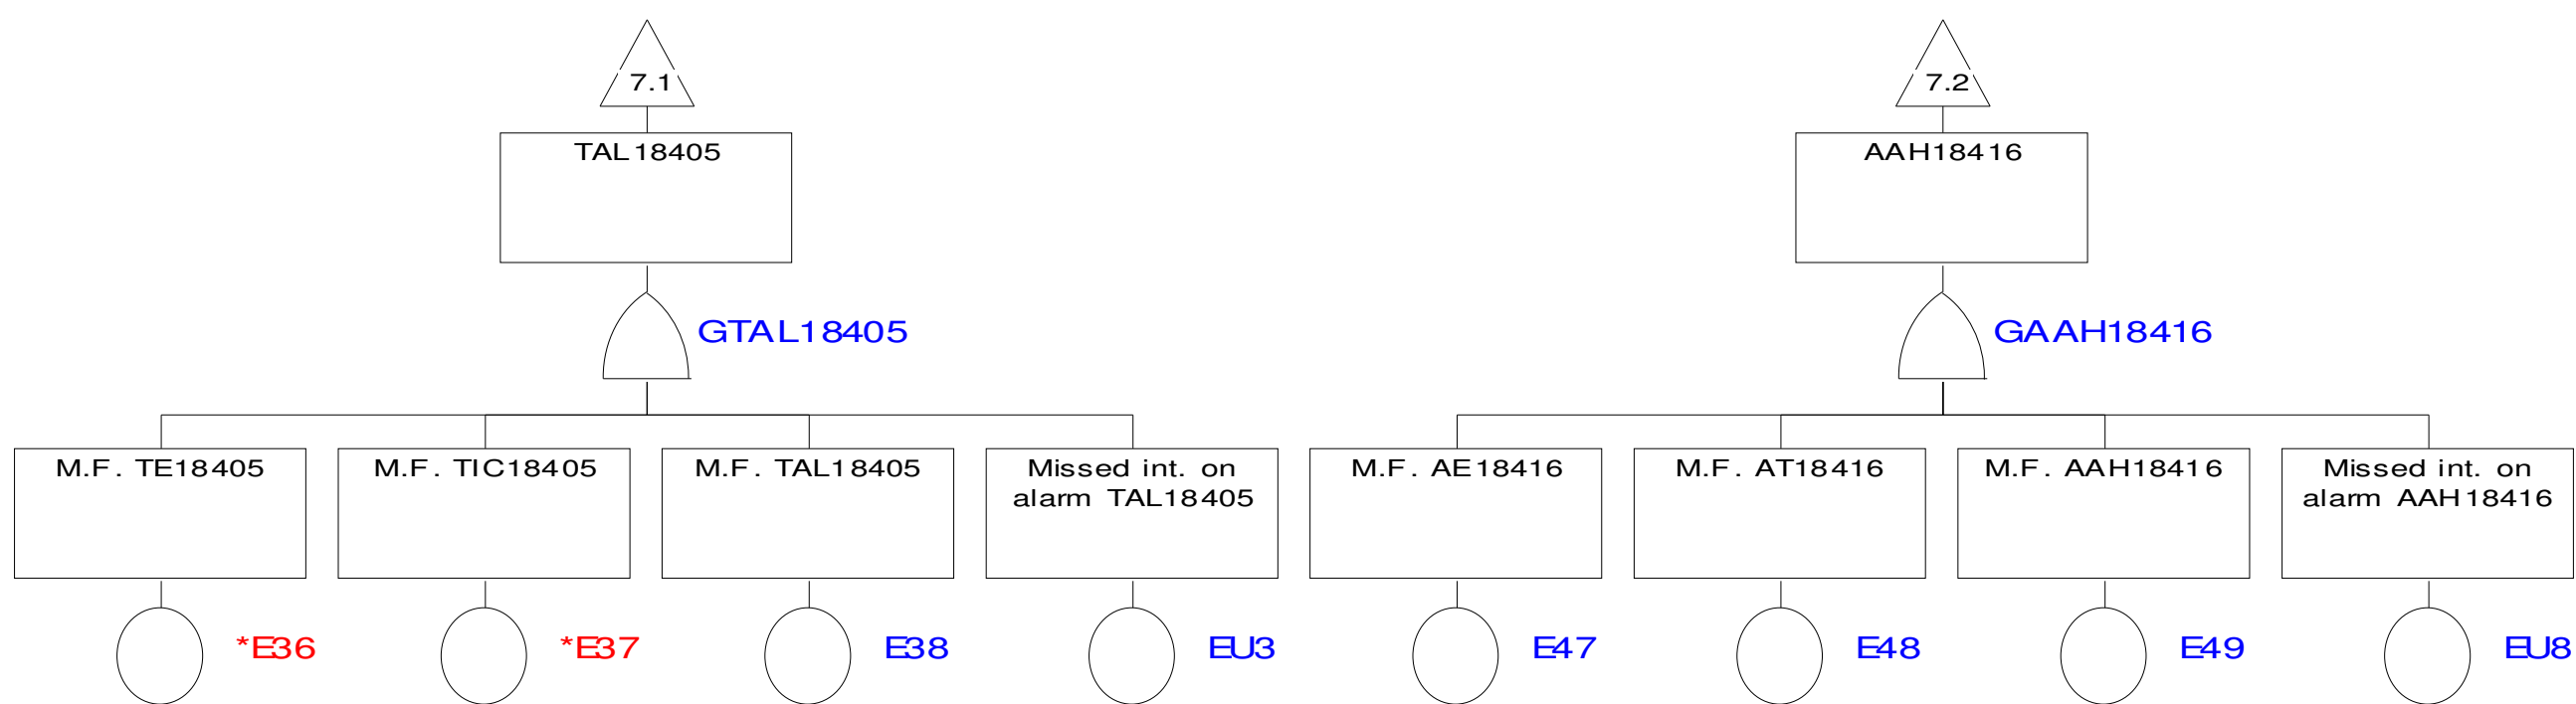 7.1
7.2
TAL18405
AAH18416
GTAL18405
GAAH18416
M.F. TE18405
M.F. TIC18405
M.F. TAL18405
Missed int. on
alarm TAL18405
M.F. AE18416
M.F. AT18416
M.F. AAH18416
Missed int. on
alarm AAH18416
*E36
*E37
E38
EU3
E47
E48
E49
EU8